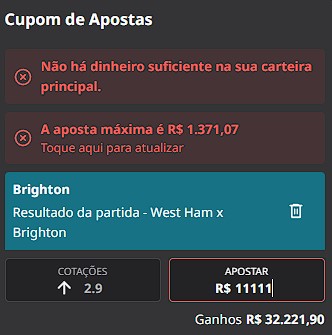 Cupom de Apostas
Não há dinheiro suficiente na sua carteira
principal.
A aposta máxima é R$ 1.371,07
Toque aqui para atualizar
Brighton
Resultado da partida - West Ham x
Brighton
COTAÇÕES
2.9
APOSTAR
R$ 11111
Ganhos R$ 32.221,90